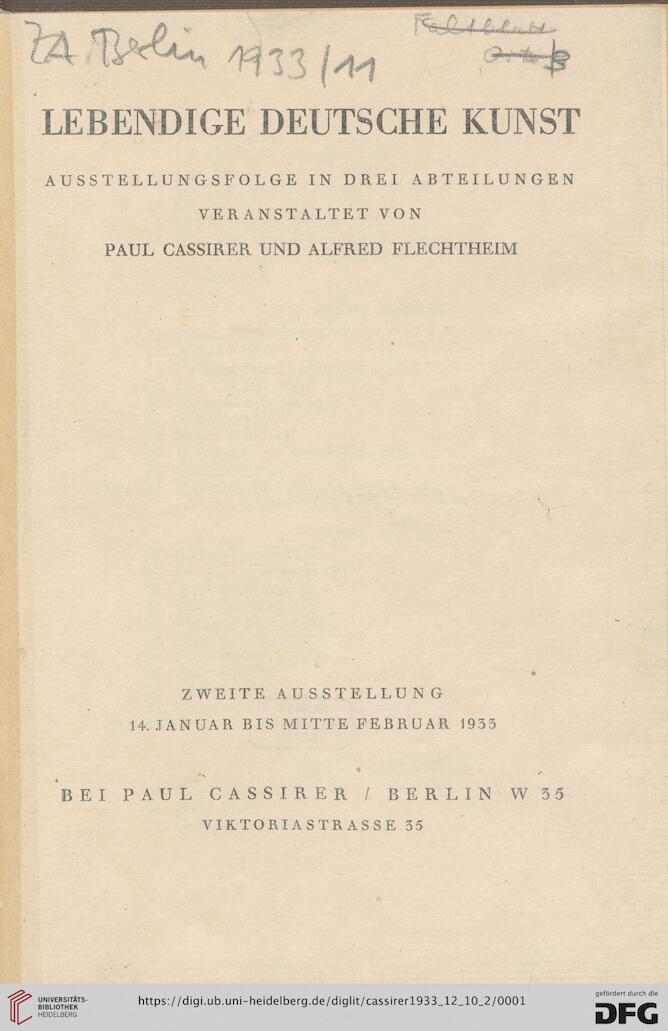 ZA Berlin 1933/11
Faltblatt
LEBENDIGE DEUTSCHE KUNST
AUSSTELLUNGSFOLGE IN DREI ABTEILUNGEN
VERANSTALTET VON
PAUL CASSIRER UND ALFRED FLECHTHEIM
ZWEITE AUSSTELLUNG
14. JANUAR BIS MITTE FEBRUAR 1933
BEI PAUL CASSIRER / BERLIN W 35
VIKTORIASTRASSE 35
UNIVERSITÄTS-
BIBLIOTHEK
HEIDELBERG
https://digi.ub.uni-heidelberg.de/diglit/cassirer1933_12_10_2/0001
gefördert durch die
DFG